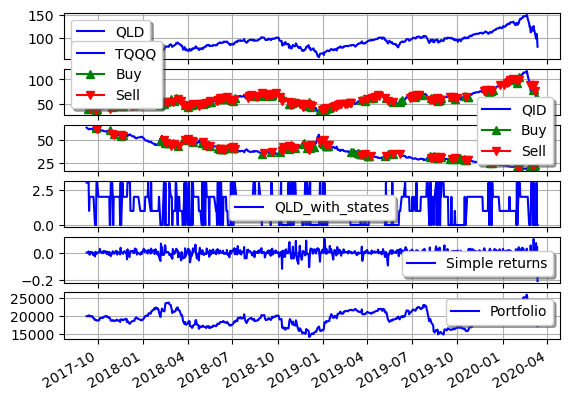 150
100
QLD
TQQQ
Buy
Sell
100
50
QID
Buy
Sell
50
25
2.5
0.0
QLD_with_states
0.0
−0.2
Simple returns
25000
20000
15000
Portfolio
2017-10
2018-01
2018-04
2018-07
2018-10
2019-01
2019-04
2019-07
2019-10
2020-01
2020-04